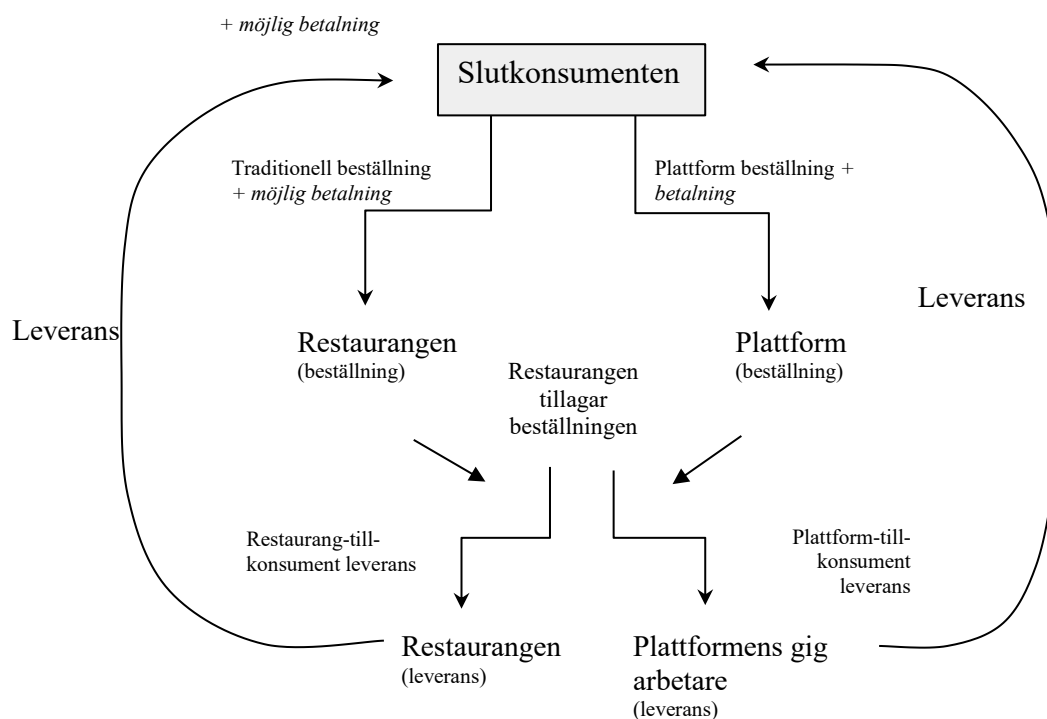 + möjlig betalning
Slutkonsumenten
Traditionell beställning
+ möjlig betalning
Plattform beställning +
betalning
Leverans
Leverans
Restaurangen
(beställning)
Plattform
(beställning)
Restaurangen
tillagar
beställningen
Restaurang-till-
konsument leverans
Plattform-till-
konsument
leverans
Restaurangen
(leverans)
Plattformens gig
arbetare
(leverans)